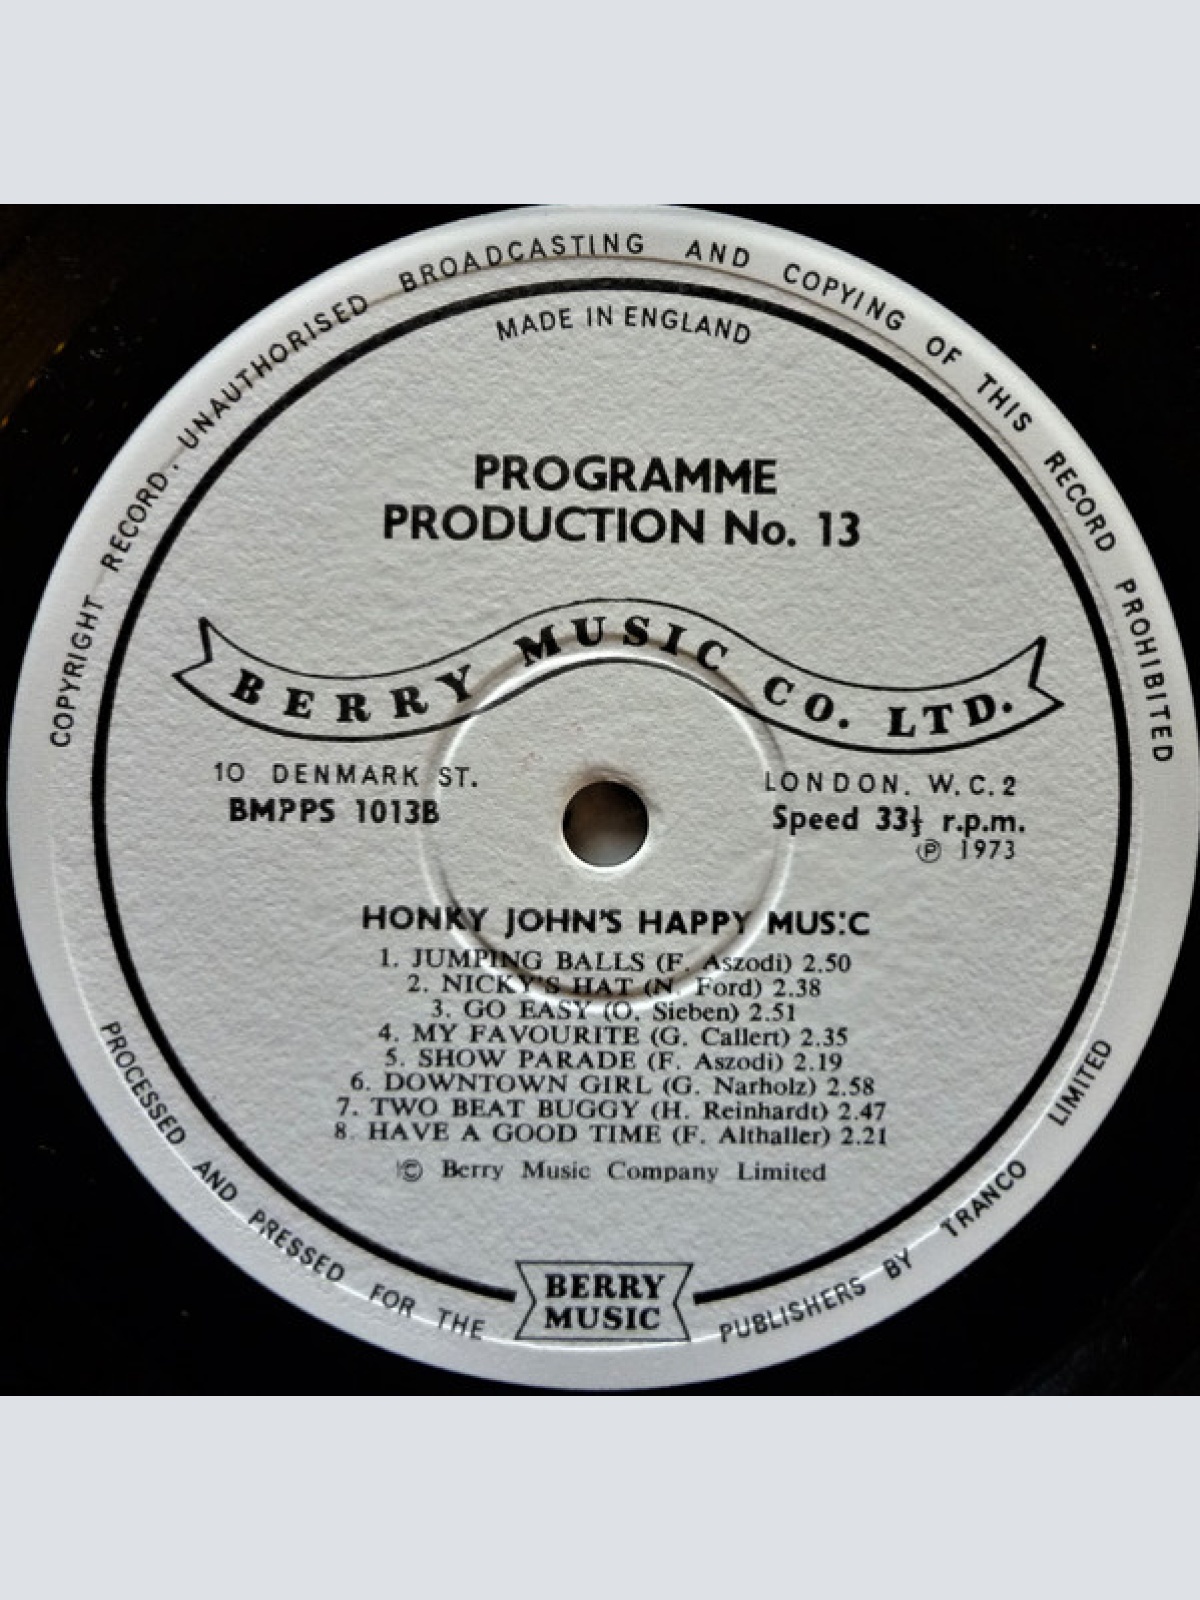 COPYRIGHT RECORD. UNAUTHORISED BROADCASTING AND COPYING OF THIS RECORD PROHIBITED
MADE IN ENGLAND
PROGRAMME
PRODUCTION No. 13
BERRY MUSIC CO. LTD.
10 DENMARK ST. LONDON. W.C.2
BMPPS 1013B Speed 33⅓ r.p.m.
℗ 1973
HONKY JOHN'S HAPPY MUSIC
1. JUMPING BALLS (F. Aszodi) 2.50
2. NICKY'S HAT (N. Ford) 2.38
3. GO EASY (O. Sieben) 2.51
4. MY FAVOURITE (G. Callert) 2.35
5. SHOW PARADE (F. Aszodi) 2.19
6. DOWNTOWN GIRL (G. Narholz) 2.58
7. TWO BEAT BUGGY (H. Reinhardt) 2.47
8. HAVE A GOOD TIME (F. Althaller) 2.21
© Berry Music Company Limited
BERRY
MUSIC
PROCESSED AND PRESSED FOR THE PUBLISHERS BY TRANCO LIMITED